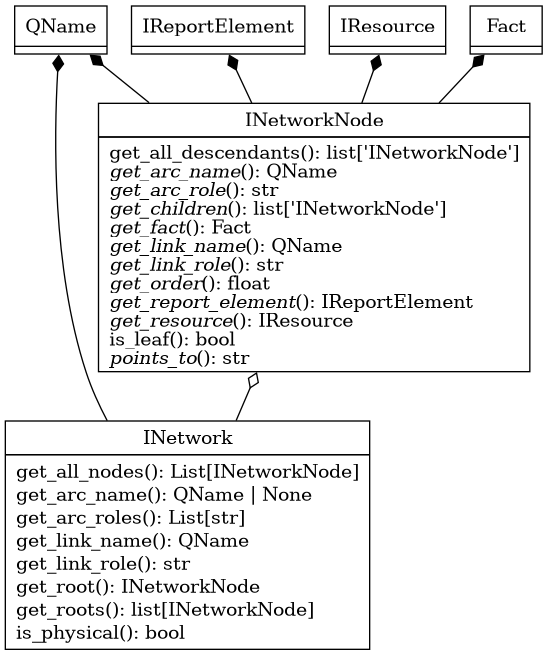 QName
IReportElement
IResource
Fact
INetworkNode
get_all_descendants(): list['INetworkNode']
get_arc_name(): QName
get_arc_role(): str
get_children(): list['INetworkNode']
get_fact(): Fact
get_link_name(): QName
get_link_role(): str
get_order(): float
get_report_element(): IReportElement
get_resource(): IResource
is_leaf(): bool
points_to(): str
INetwork
get_all_nodes(): List[INetworkNode]
get_arc_name(): QName | None
get_arc_roles(): List[str]
get_link_name(): QName
get_link_role(): str
get_root(): INetworkNode
get_roots(): list[INetworkNode]
is_physical(): bool